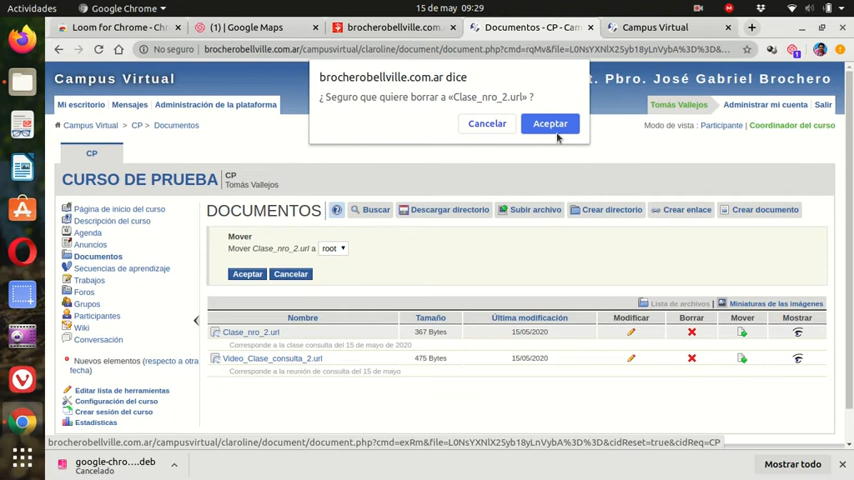 Actividades
15 de may 09:29
Loom for Chrome - Chr
(1) | Google Maps
brocherobellville.com.a
Documentos - CP - Cam
Campus Virtual
No seguro
brocherobellville.com.ar/campusvirtual/claroline/document/document.php?cmd=rqMv&file=L0NsYXNlX25yb18yLnVybA%3D%3D&...
Campus Virtual
t. Pbro. José Gabriel Brochero
brocherobellville.com.ar dice
¿ Seguro que quiere borrar a «Clase_nro_2.url» ?
Cancelar
Aceptar
Mi escritorio
Mensajes
Administración de la plataforma
Tomás Vallejos
Administrar mi cuenta
Salir
Campus Virtual > CP > Documentos
Modo de vista : Participante | Coordinador del curso
CP
CURSO DE PRUEBA
CP
Tomás Vallejos
Página de inicio del curso
Descripción del curso
Agenda
Anuncios
Documentos
Secuencias de aprendizaje
Trabajos
Foros
Grupos
Participantes
Wiki
Conversación
Nuevos elementos (respecto a otra
fecha)
Editar lista de herramientas
Configuración del curso
Crear sesión del curso
Estadísticas
DOCUMENTOS
Buscar
Descargar directorio
Subir archivo
Crear directorio
Crear enlace
Crear documento
Mover
Mover Clase_nro_2.url a
root
Aceptar
Cancelar
Lista de archivos | Miniaturas de las imágenes
Nombre Tamaño Última modificación Modificar Borrar Mover Mostrar
Clase_nro_2.url 367 Bytes 15/05/2020
Corresponde a la clase consulta del 15 de mayo de 2020
Video_Clase_consulta_2.url 475 Bytes 15/05/2020
Corresponde a la reunión de consulta del 15 de mayo
brocherobellville.com.ar/campusvirtual/claroline/document/document.php?cmd=exRm&file=L0NsYXNlX25yb18yLnVybA%3D%3D&cidReset=true&cidReq=CP
google-chro....deb
Cancelado
Mostrar todo